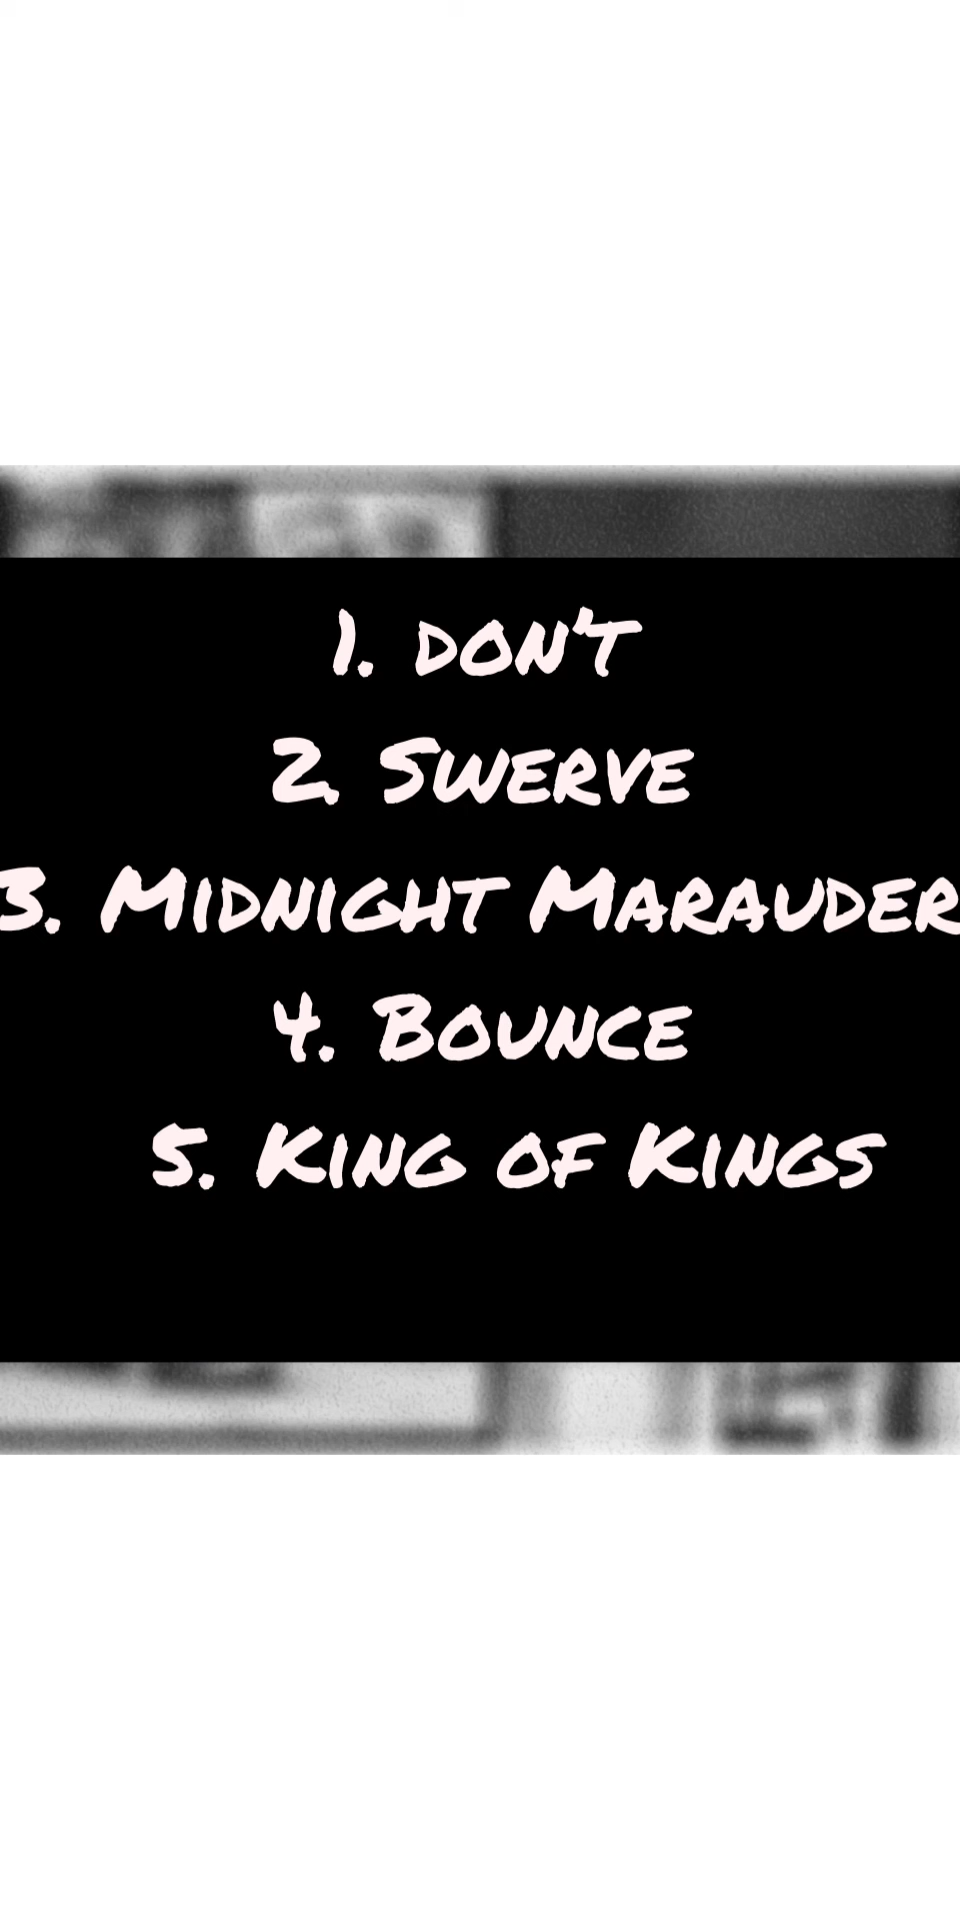 1. Don't
2. Swerve
3. Midnight Marauder
4. Bounce
5. King of Kings